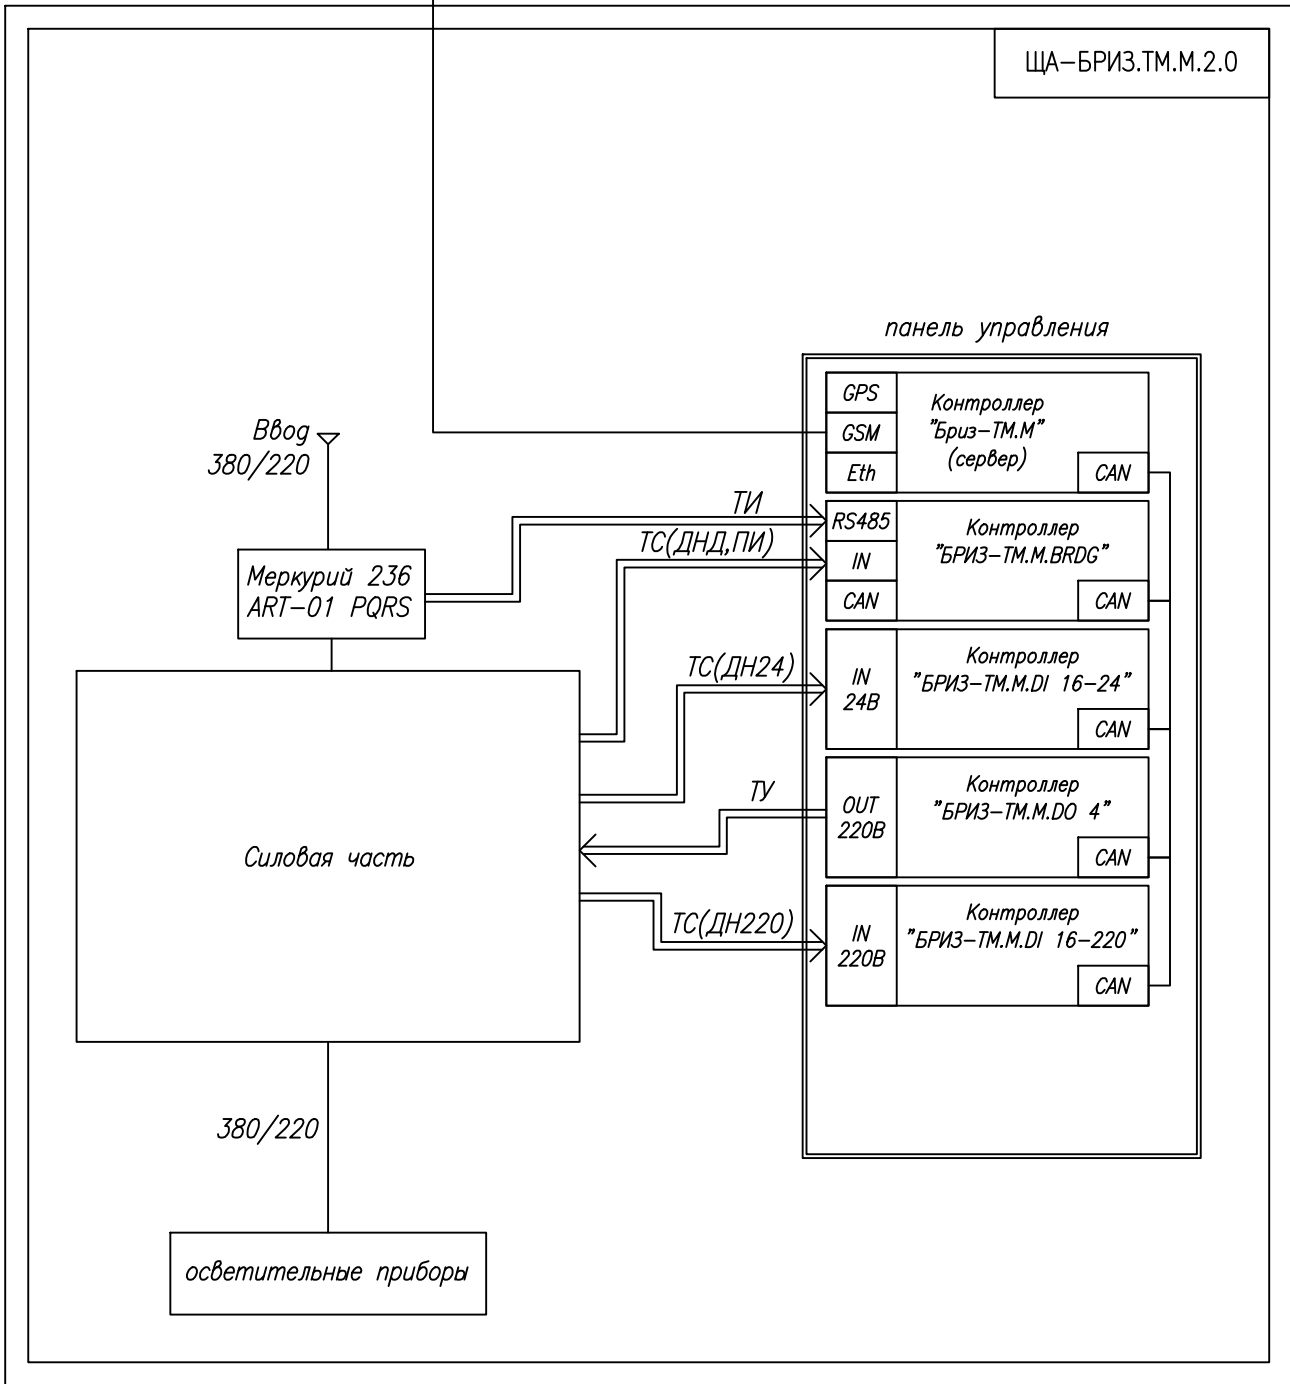 ЩА-БРИЗ.ТМ.М.2.0
панель управления
GPS
GSM
Eth
Контроллер
"Бриз-ТМ.М"
(сервер)
CAN
Ввод
380/220
ТИ
RS485
IN
CAN
Контроллер
"БРИЗ-ТМ.М.BRDG"
CAN
ТС(ДНД,ПИ)
Меркурий 236
ART-01 PQRS
ТС(ДН24)
IN
24В
Контроллер
"БРИЗ-ТМ.М.DI 16-24"
CAN
ТУ
OUT
220В
Контроллер
"БРИЗ-ТМ.М.DO 4"
CAN
Силовая часть
ТС(ДН220)
IN
220В
Контроллер
"БРИЗ-ТМ.М.DI 16-220"
CAN
380/220
осветительные приборы